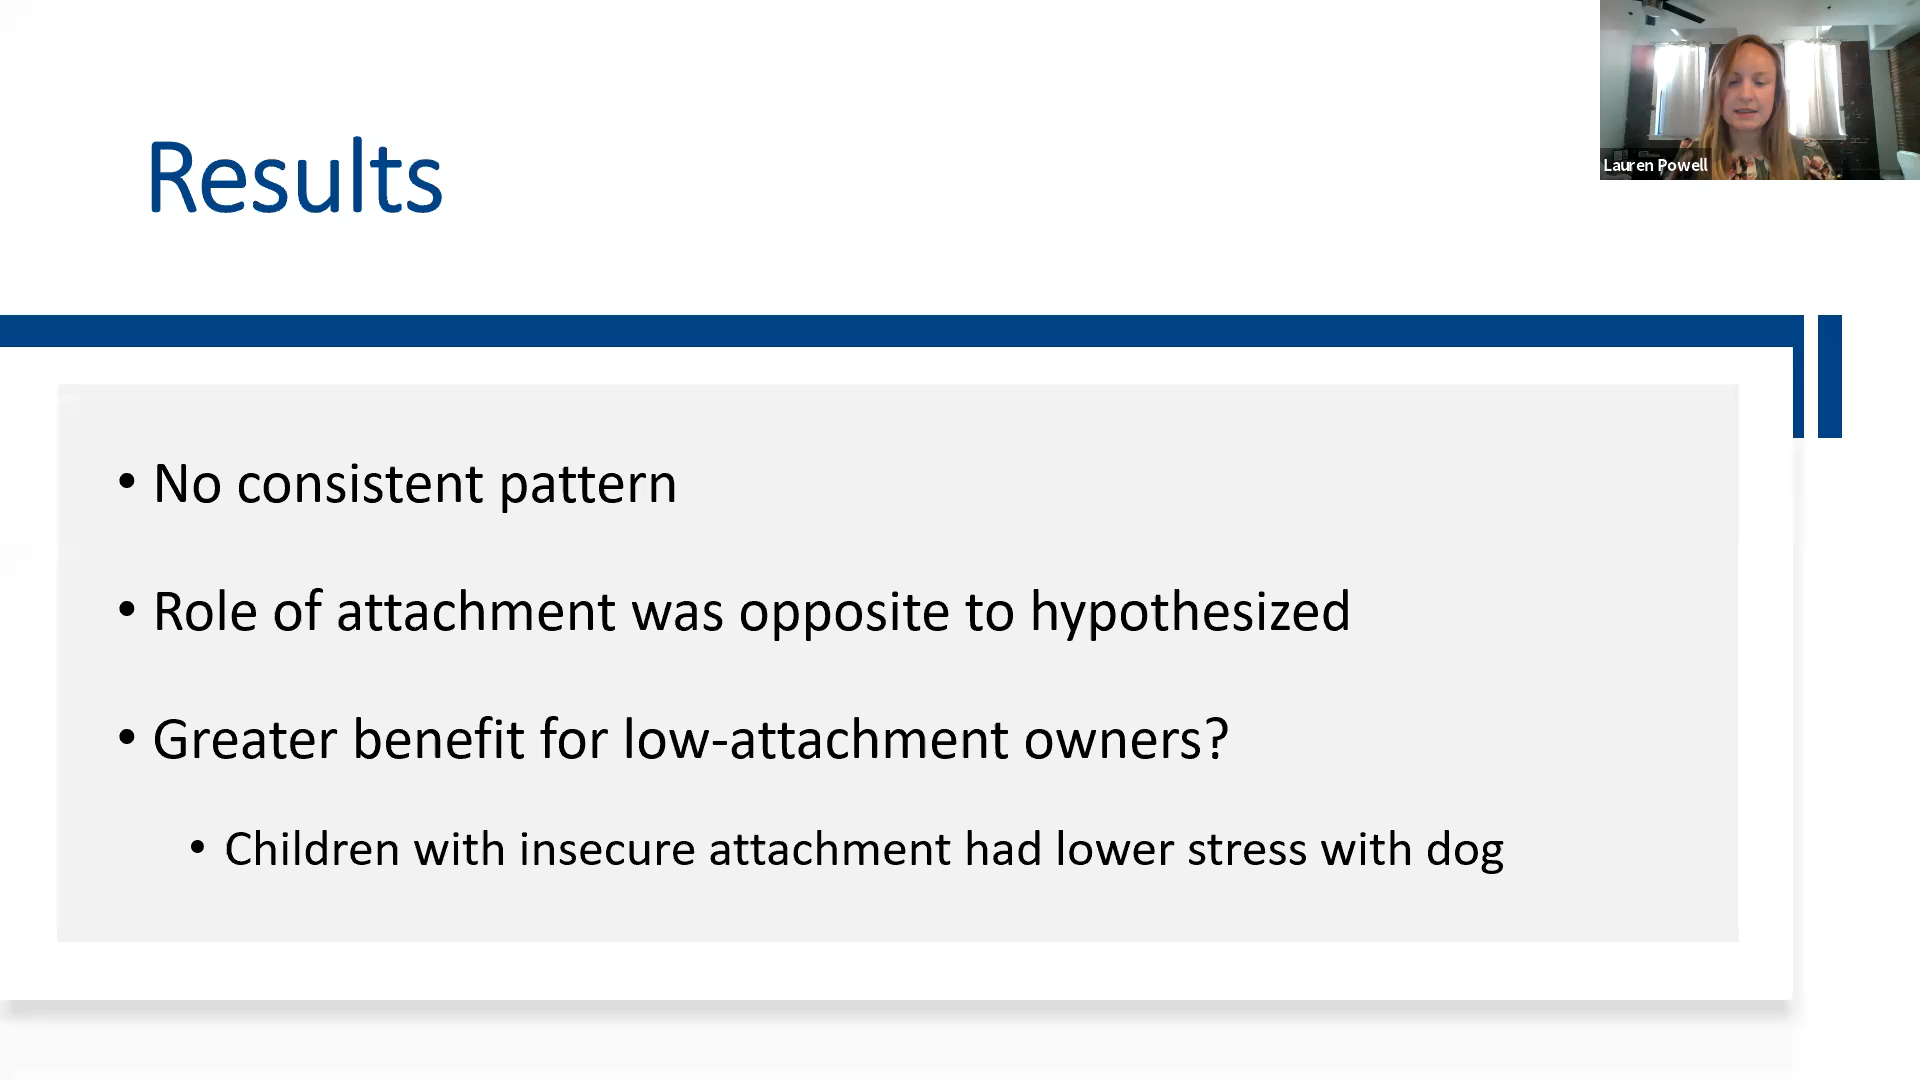 Results
Lauren Powell
• No consistent pattern
• Role of attachment was opposite to hypothesized
• Greater benefit for low-attachment owners?
• Children with insecure attachment had lower stress with dog